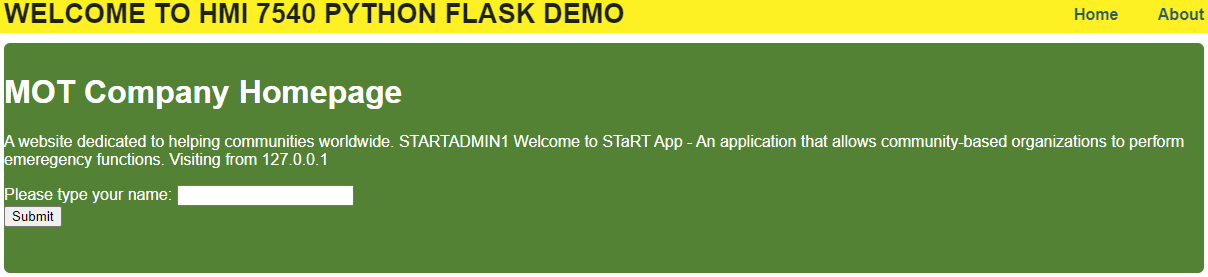 WELCOME TO HMI 7540 PYTHON FLASK DEMO
Home
About
MOT Company Homepage
A website dedicated to helping communities worldwide. STARTADMIN1 Welcome to STaRT App - An application that allows community-based organizations to perform
emeregency functions. Visiting from 127.0.0.1
Please type your name:
Submit